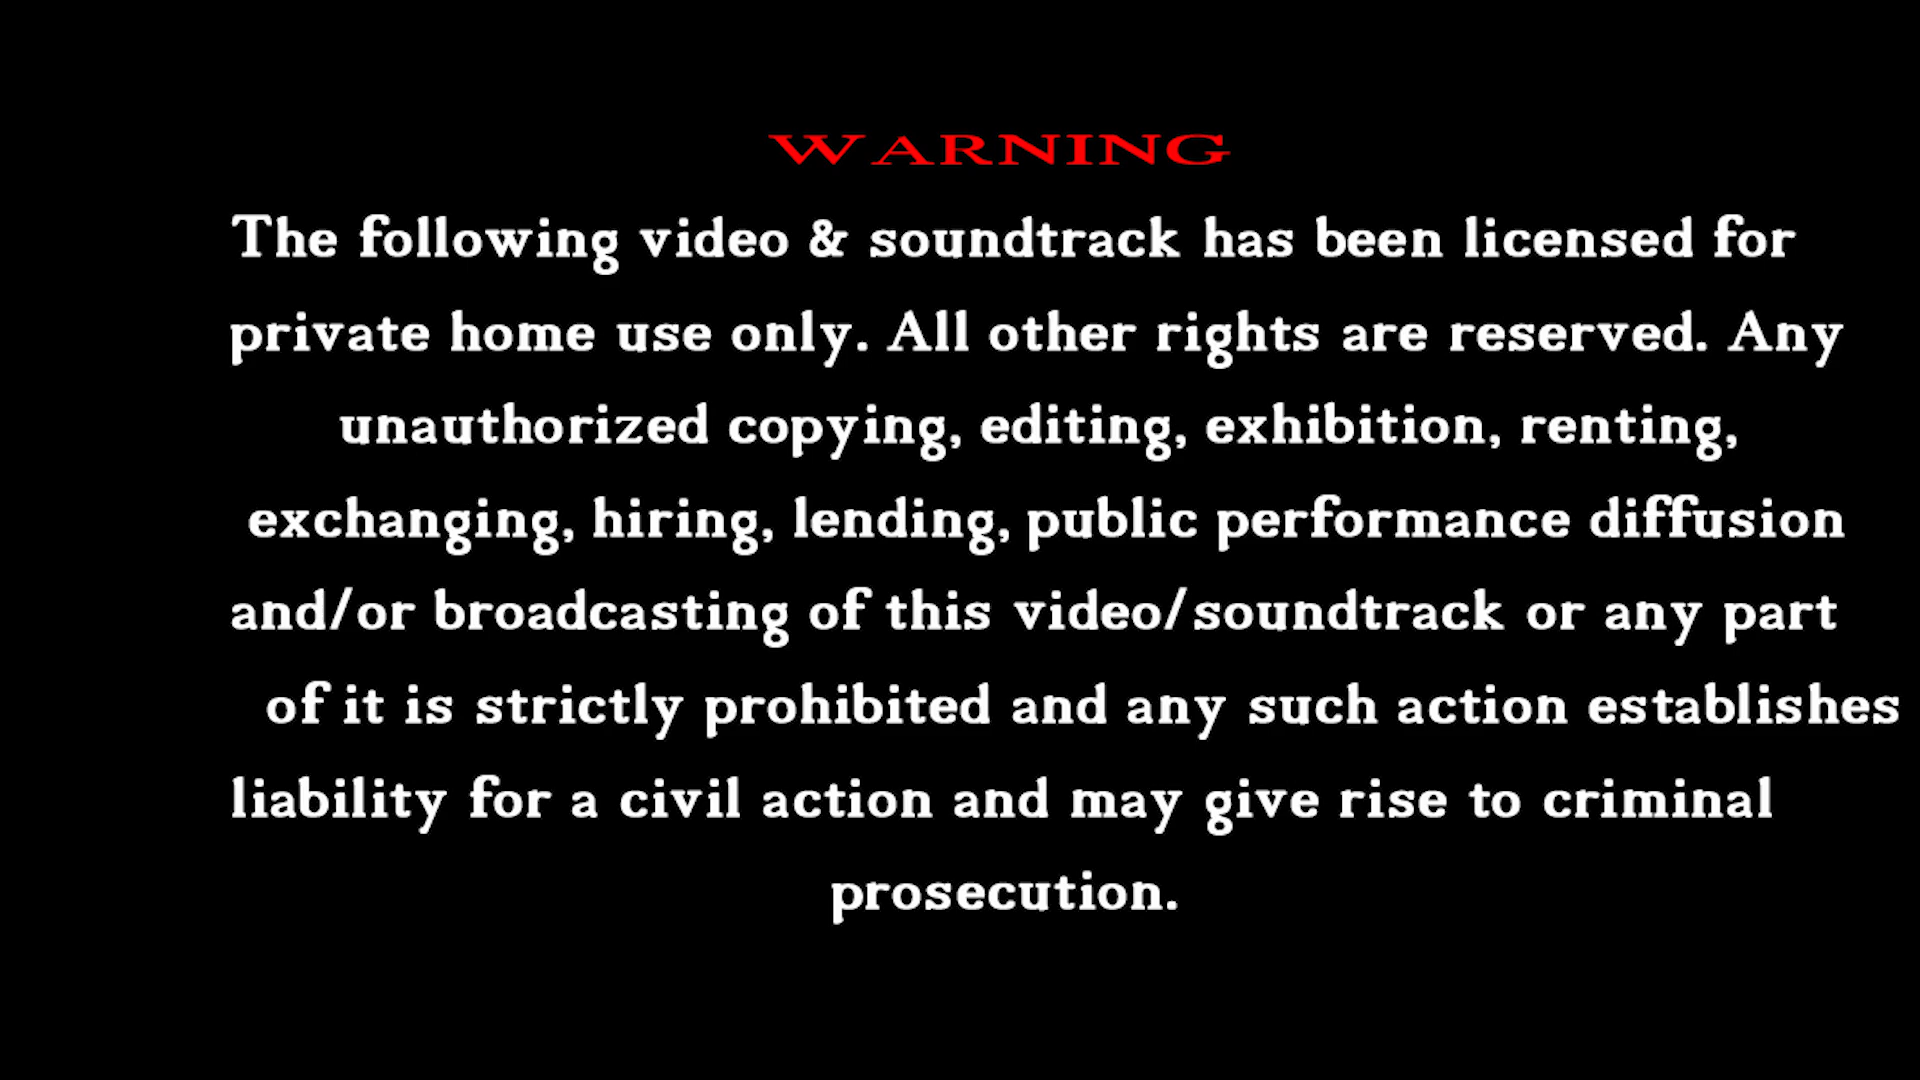 WARNING
The following video & soundtrack has been licensed for
private home use only. All other rights are reserved. Any
unauthorized copying, editing, exhibition, renting,
exchanging, hiring, lending, public performance diffusion
and/or broadcasting of this video/soundtrack or any part
of it is strictly prohibited and any such action establishes
liability for a civil action and may give rise to criminal
prosecution.